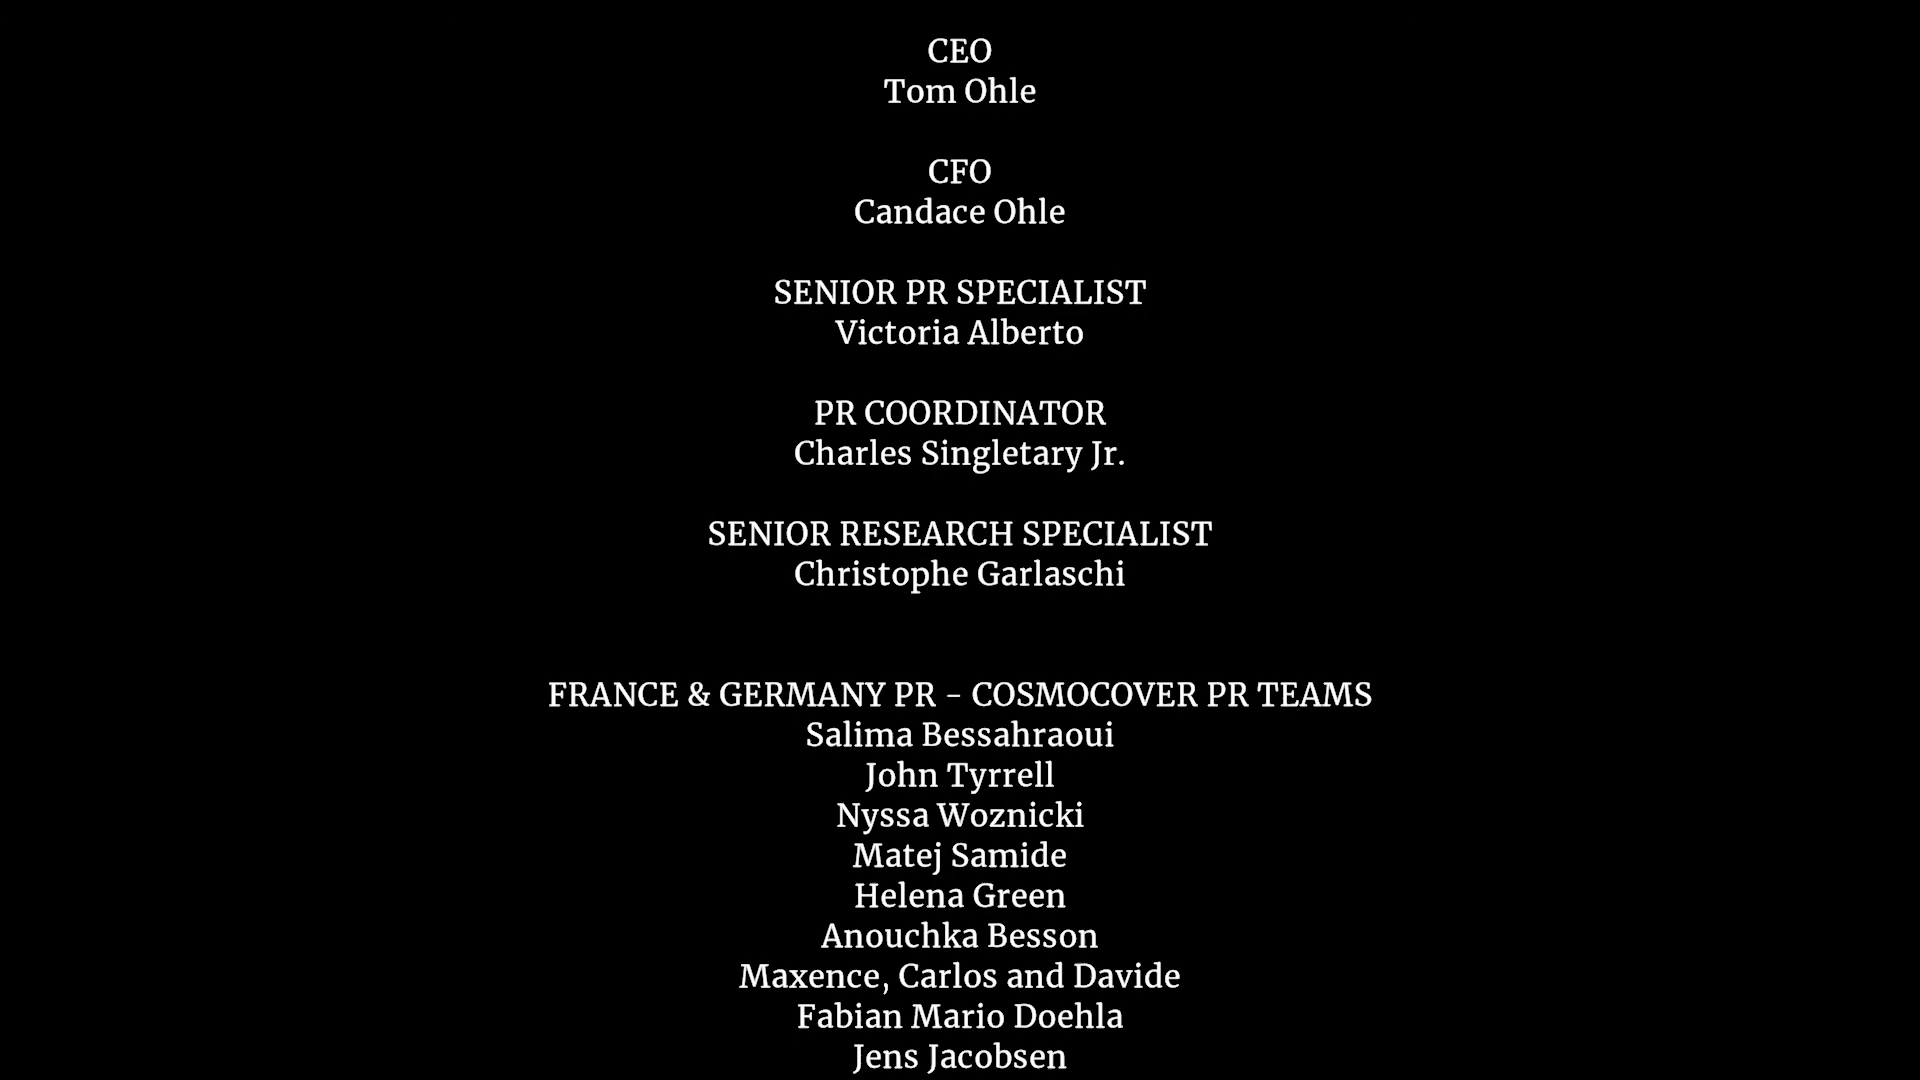 CEO
Tom Ohle
CFO
Candace Ohle
SENIOR PR SPECIALIST
Victoria Alberto
PR COORDINATOR
Charles Singletary Jr.
SENIOR RESEARCH SPECIALIST
Christophe Garlaschi
FRANCE & GERMANY PR - COSMOCOVER PR TEAMS
Salima Bessahraoui
John Tyrrell
Nyssa Woznicki
Matej Samide
Helena Green
Anouchka Besson
Maxence, Carlos and Davide
Fabian Mario Doehla
Jens Jacobsen